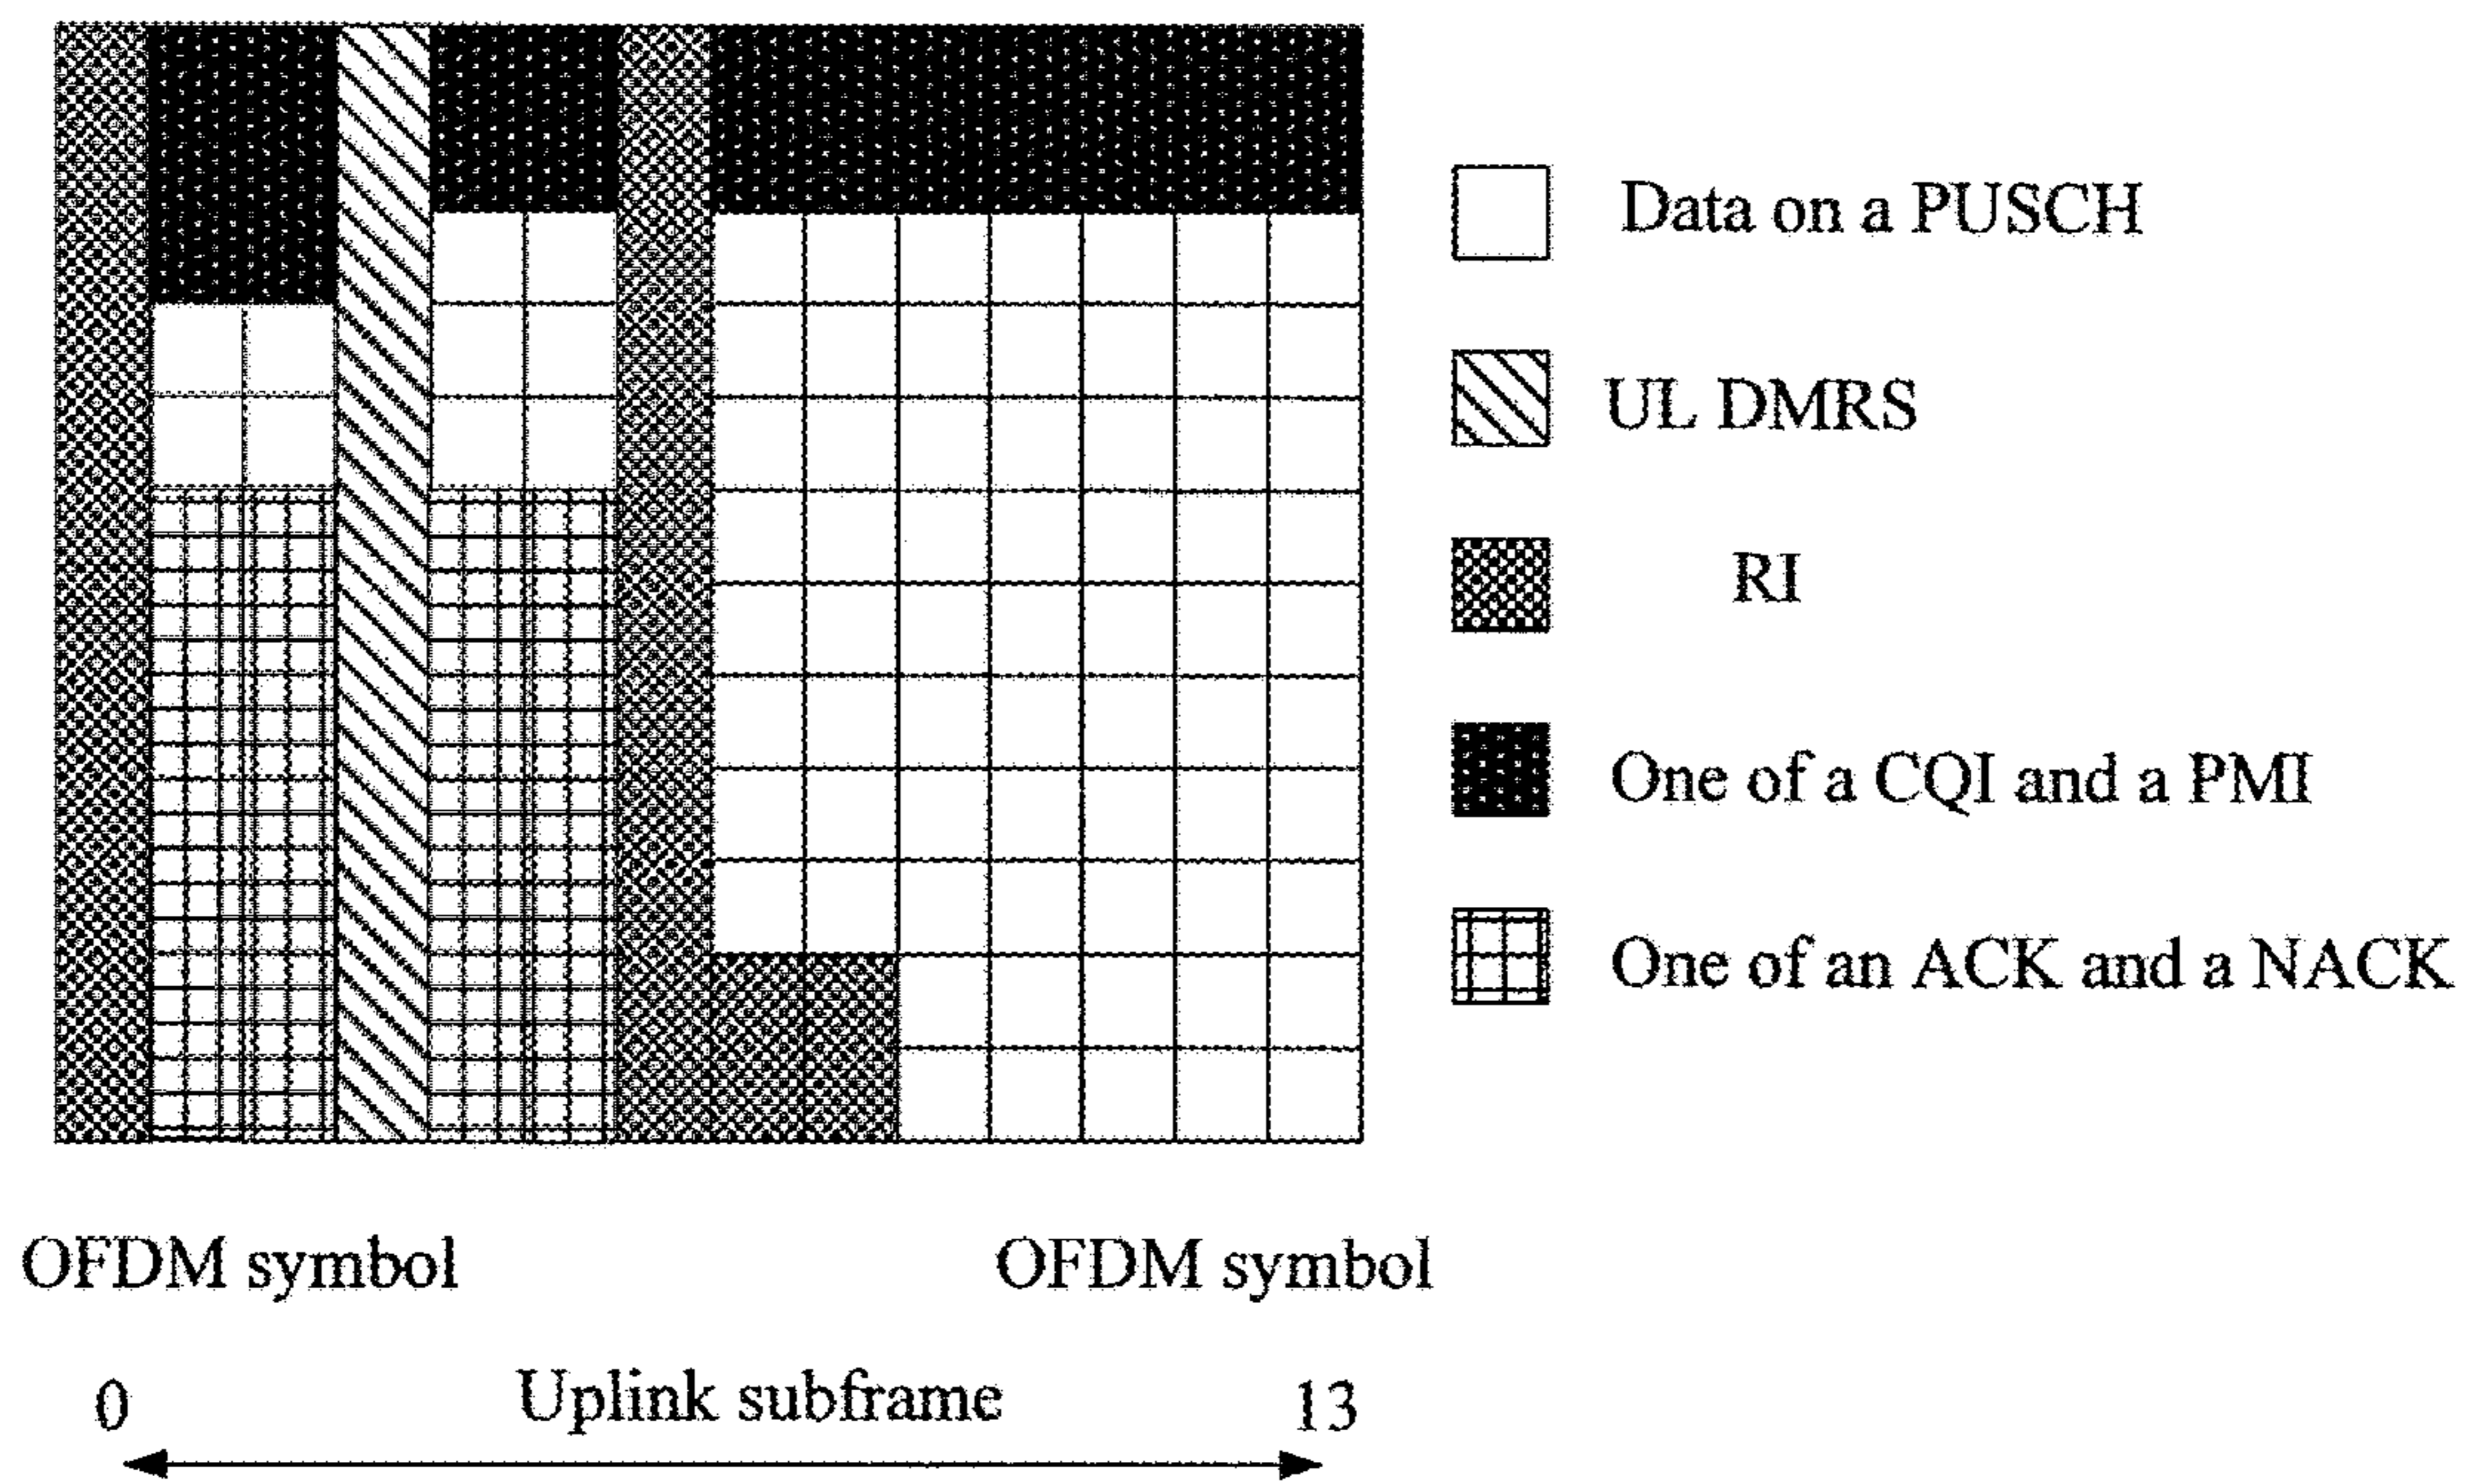 Data on a PUSCH
UL DMRS
RI
One of a CQI and a PMI
One of an ACK and a NACK
OFDM symbol OFDM symbol
0 Uplink subframe 13